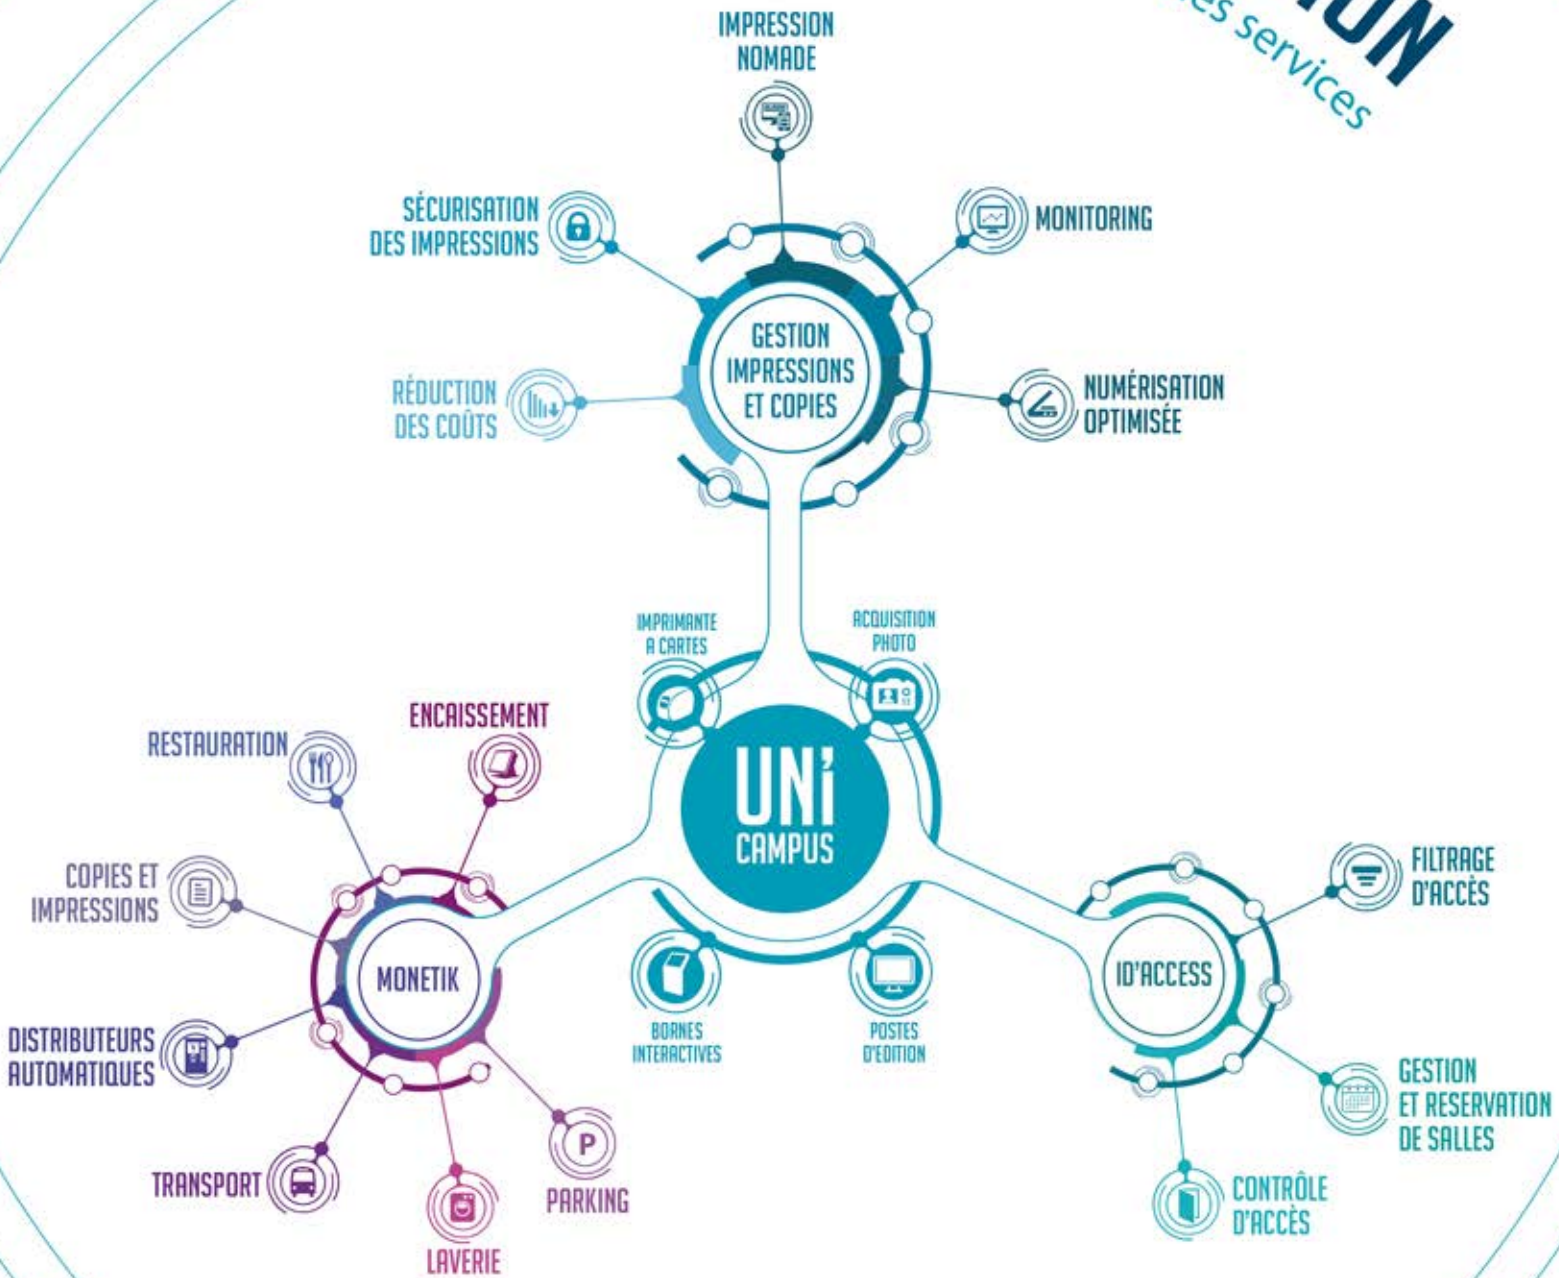 es services
IMPRESSION
NOMADE
SÉCURISATION
DES IMPRESSIONS
MONITORING
GESTION
IMPRESSIONS
ET COPIES
RÉDUCTION
DES COÛTS
NUMÉRISATION
OPTIMISÉE
IMPRIMANTE
A CARTES
ACQUISITION
PHOTO
ENCAISSEMENT
RESTAURATION
UNi
CAMPUS
COPIES ET
IMPRESSIONS
FILTRAGE
D'ACCÈS
MONETIK
ID'ACCESS
DISTRIBUTEURS
AUTOMATIQUES
BORNES
INTERACTIVES
POSTES
D'EDITION
GESTION
ET RESERVATION
DE SALLES
TRANSPORT
P
PARKING
LAVERIE
CONTRÔLE
D'ACCÈS